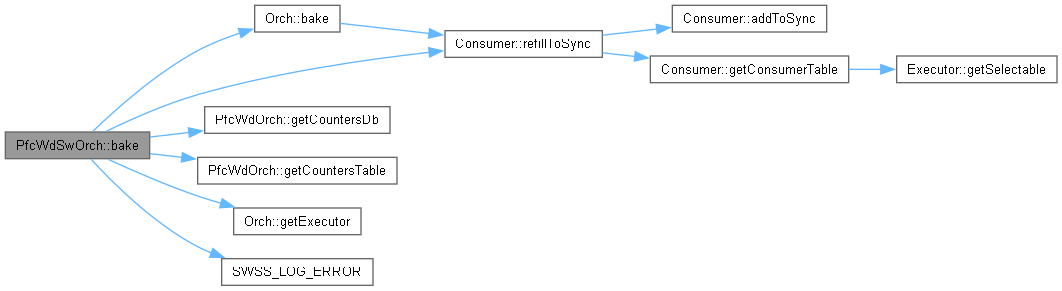 PfcWdSwOrch::bake
Orch::bake
Consumer::refillToSync
Consumer::addToSync
Consumer::getConsumerTable
Executor::getSelectable
PfcWdOrch::getCountersDb
PfcWdOrch::getCountersTable
Orch::getExecutor
SWSS_LOG_ERROR